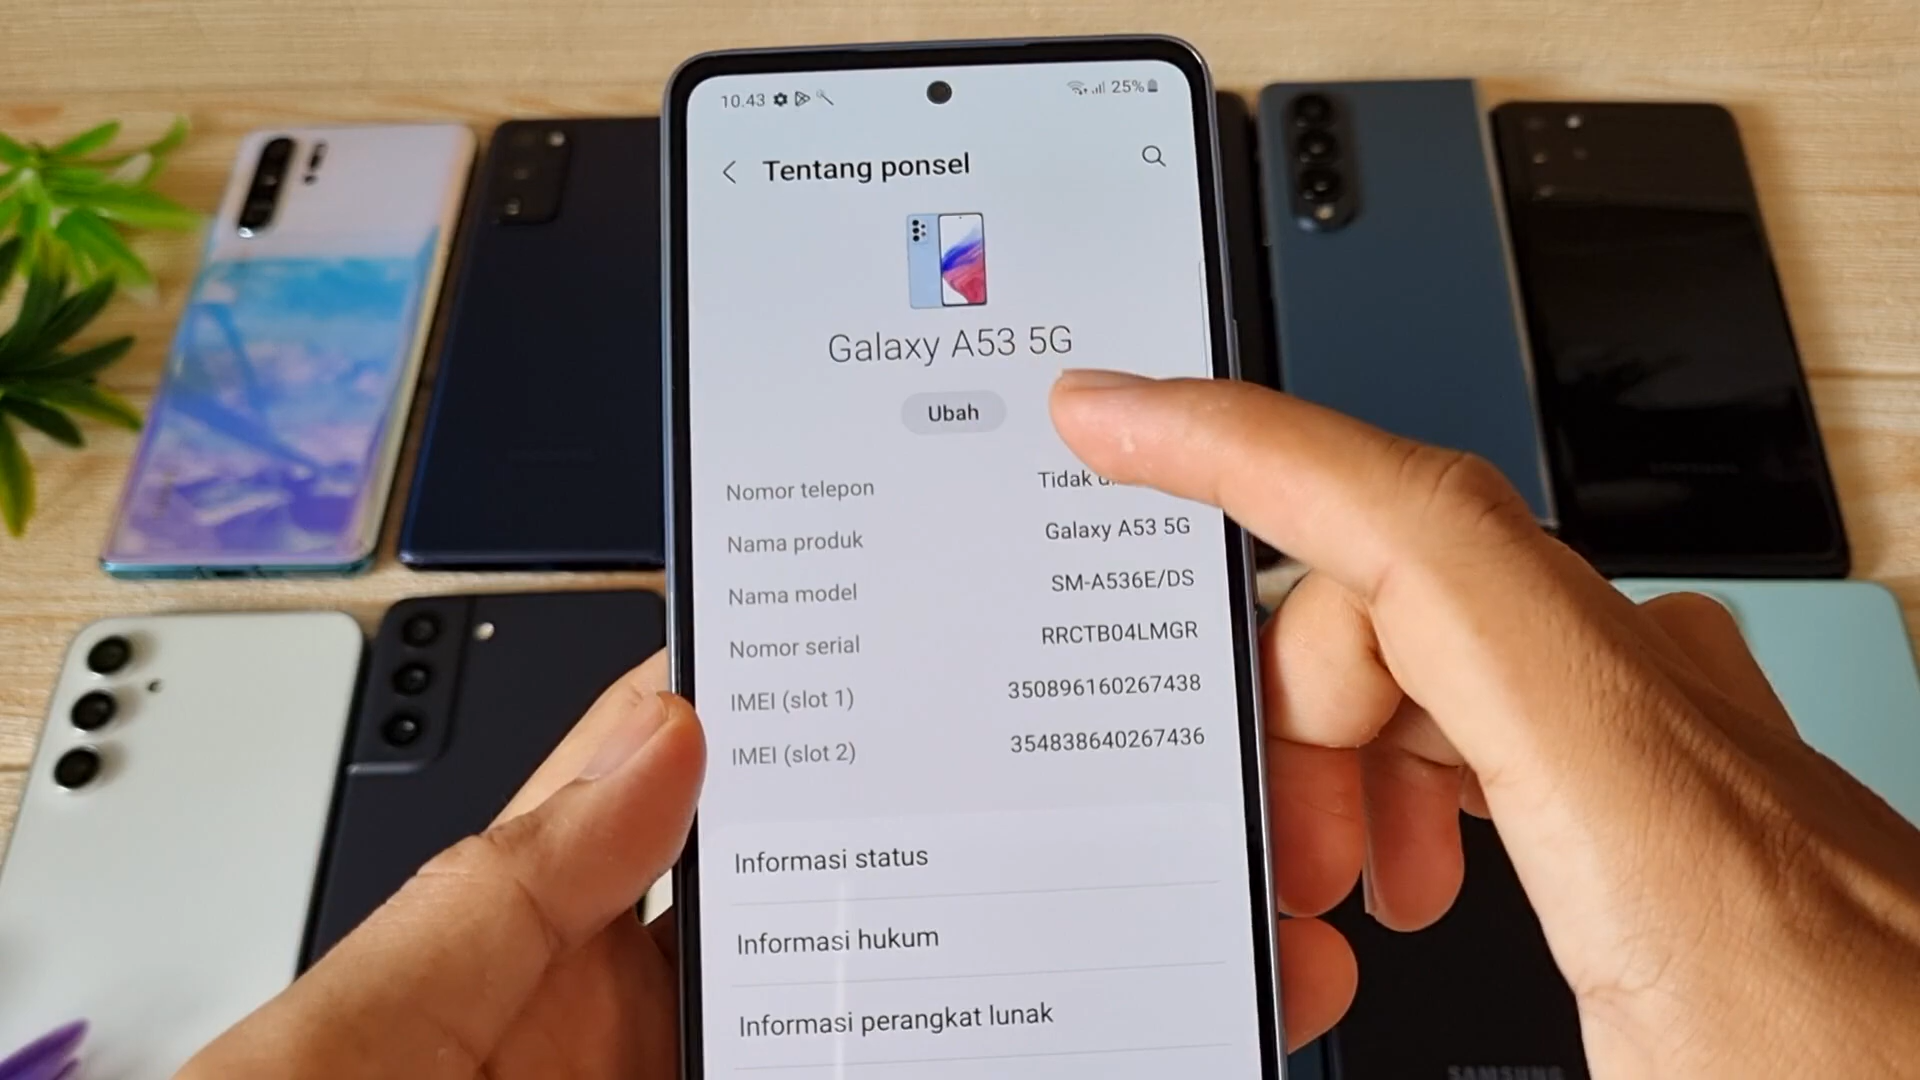 10.43 25%
Tentang ponsel
Galaxy A53 5G
Ubah
Nomor telepon Tidak
Nama produk Galaxy A53 5G
Nama model SM-A536E/DS
Nomor serial RRCTB04LMGR
IMEI (slot 1) 350896160267438
IMEI (slot 2) 354838640267436
Informasi status
Informasi hukum
Informasi perangkat lunak
SAMSUNG